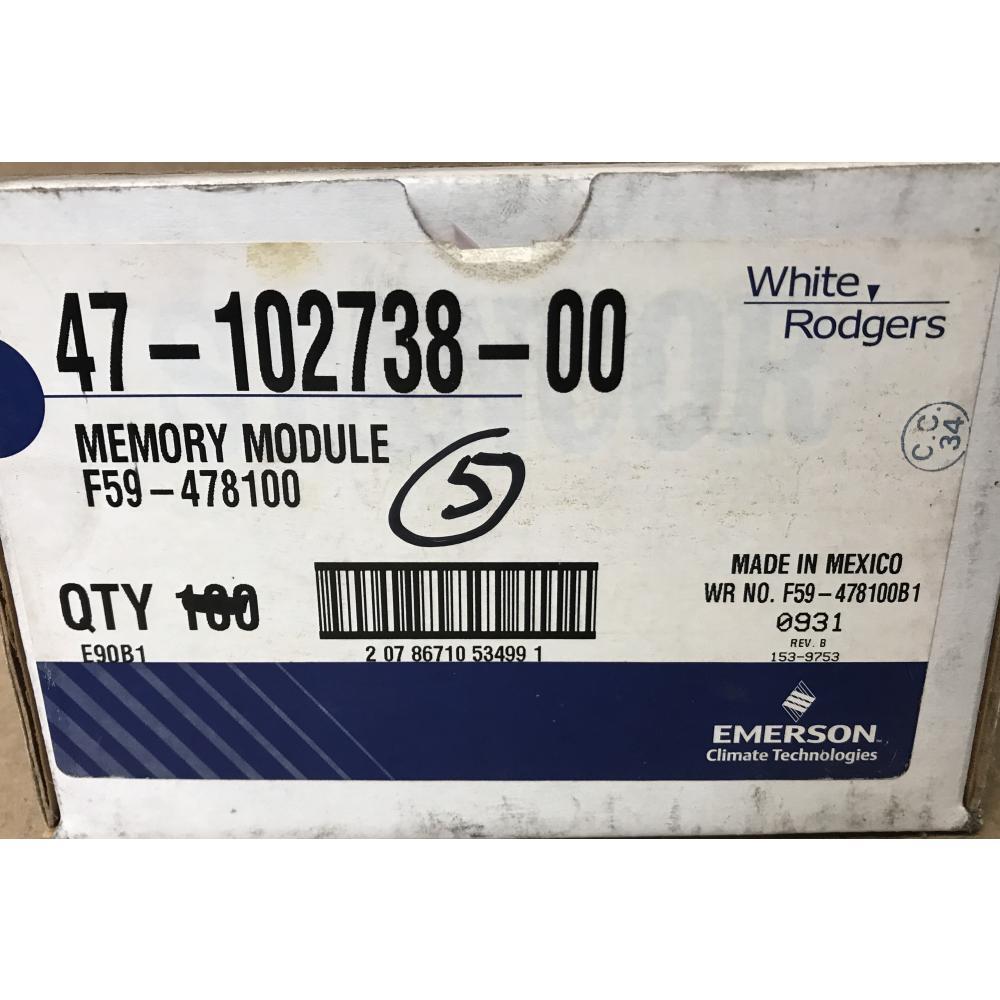 47-102738-00
White
Rodgers
MEMORY MODULE
F59-478100
5
C.C.
34
QTY 100
E90B1
2 07 86710 53499 1
MADE IN MEXICO
WR NO. F59-478100B1
0931
REV. B
153-9753
EMERSON™
Climate Technologies